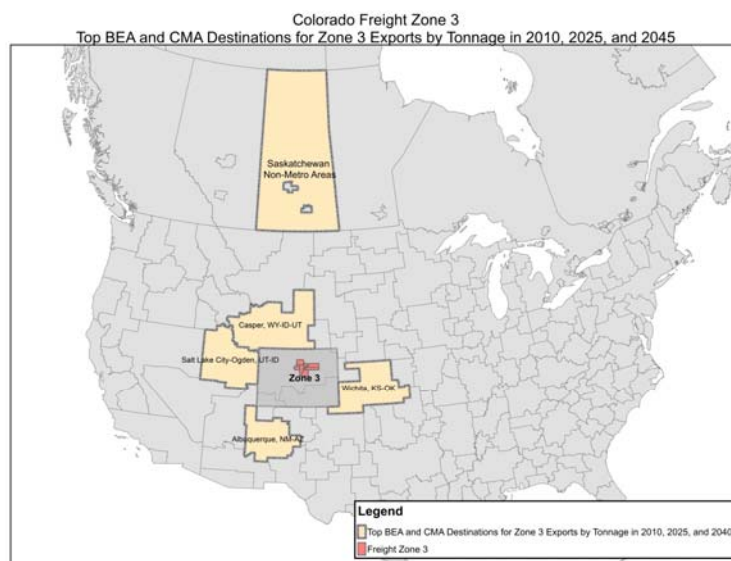 Colorado Freight Zone 3
Top BEA and CMA Destinations for Zone 3 Exports by Tonnage in 2010, 2025, and 2045
Saskatchewan
Non-Metro Areas
Casper, WY-ID-UT
Salt Lake City-Ogden, UT-ID
Zone 3
Wichita, KS-OK
Albuquerque, NM-AZ
Legend
Top BEA and CMA Destinations for Zone 3 Exports by Tonnage in 2010, 2025, and 2040
Freight Zone 3